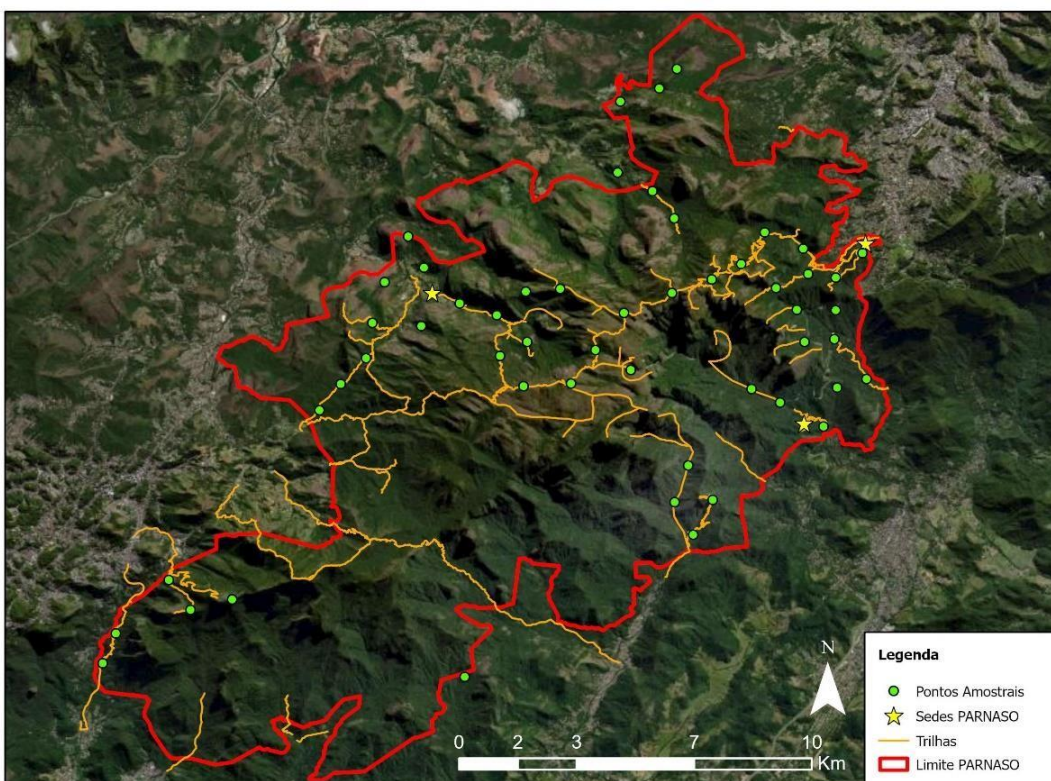 N
0 2 3 7 10
Km
Legenda
Pontos Amostrais
Sedes PARNASO
Trilhas
Limite PARNASO